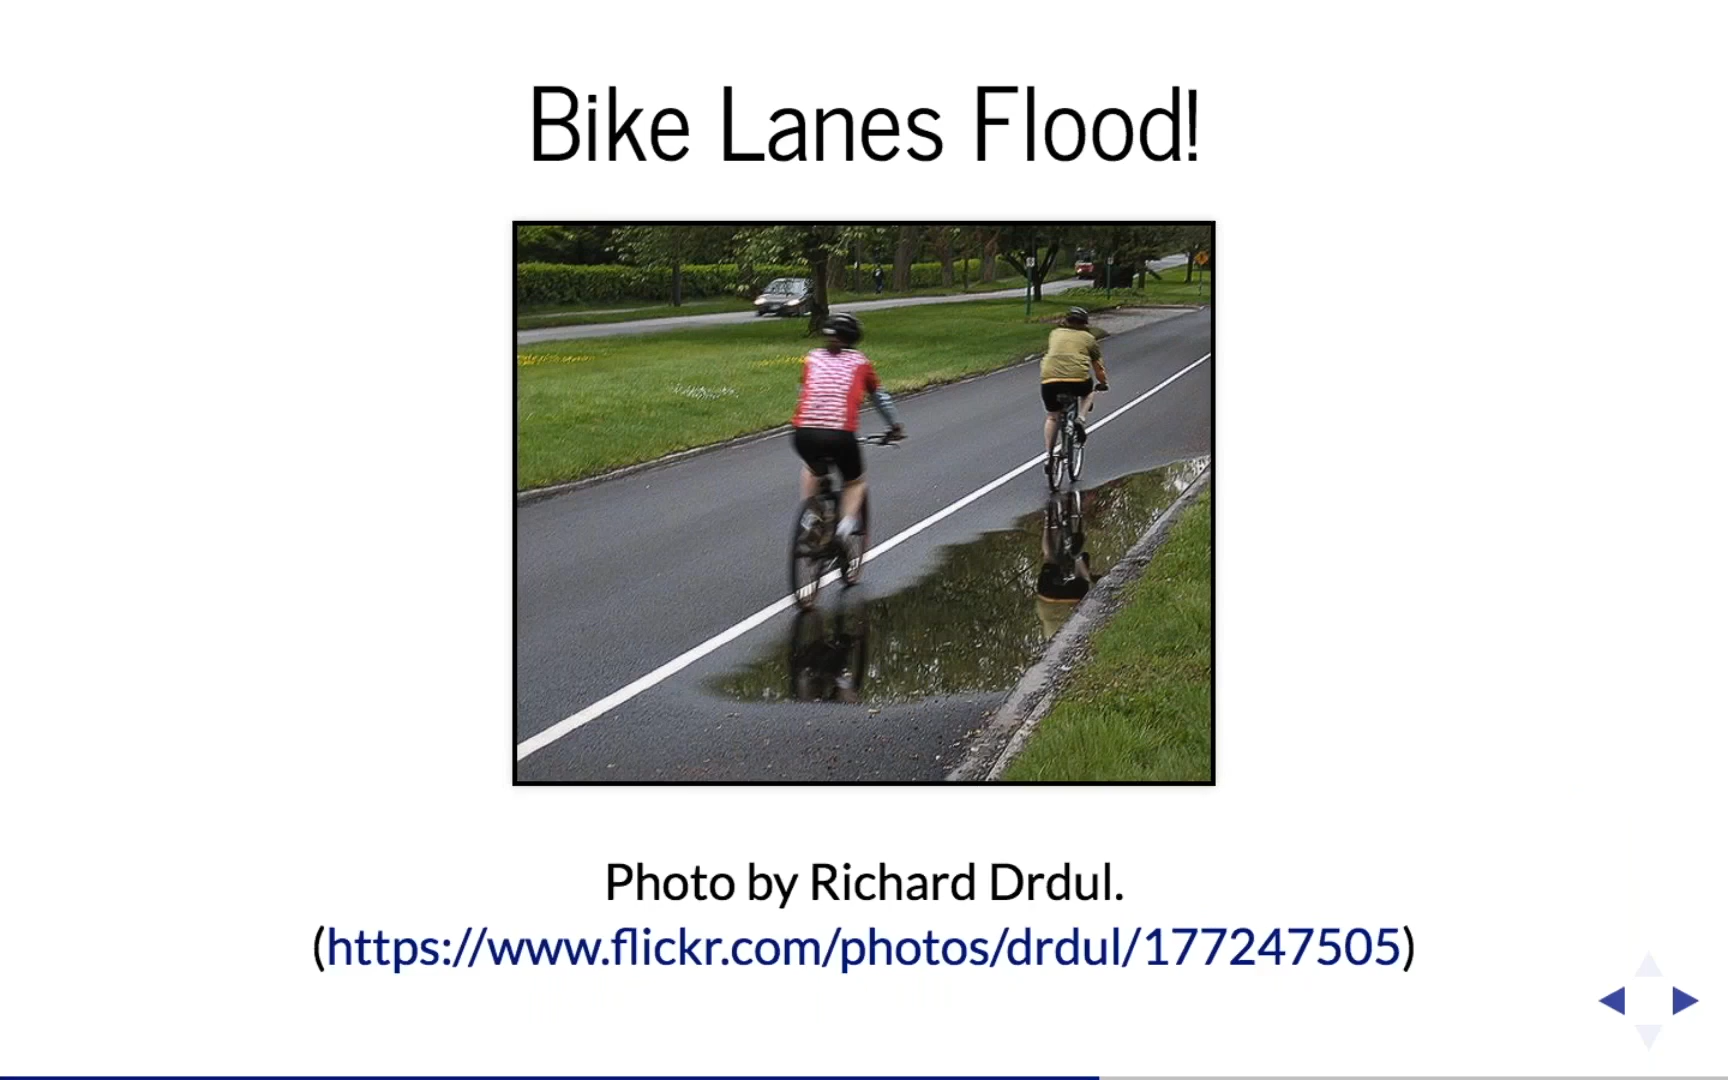 Bike Lanes Flood!
Photo by Richard Drdul.
(https://www.flickr.com/photos/drdul/177247505)